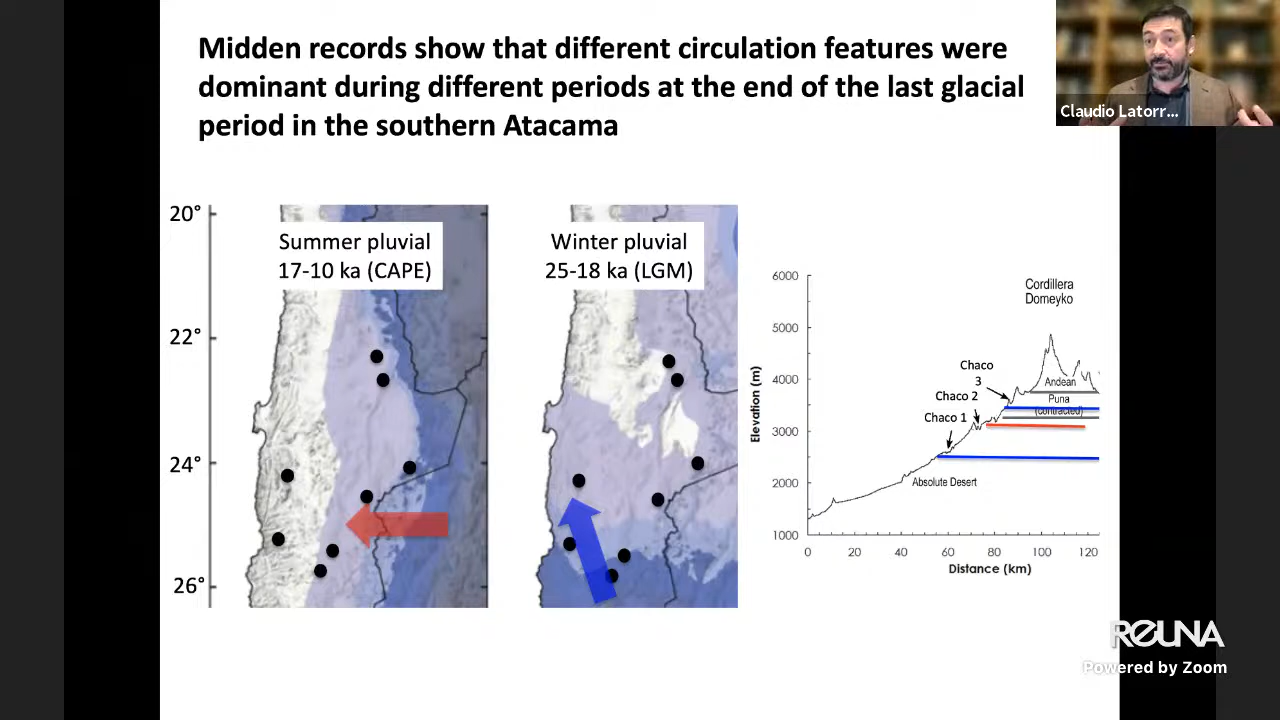 Midden records show that different circulation features were
dominant during different periods at the end of the last glacial
period in the southern Atacama
Claudio Latorr...
20°
22°
24°
26°
Summer pluvial
17-10 ka (CAPE)
Winter pluvial
25-18 ka (LGM)
Elevation (m)
6000
5000
4000
3000
2000
1000
Cordillera
Domeyko
Chaco
3
Chaco 2
Chaco 1
Andean
Puna
(contracted)
Absolute Desert
0 20 40 60 80 100 120
Distance (km)
REUNA
Powered by Zoom